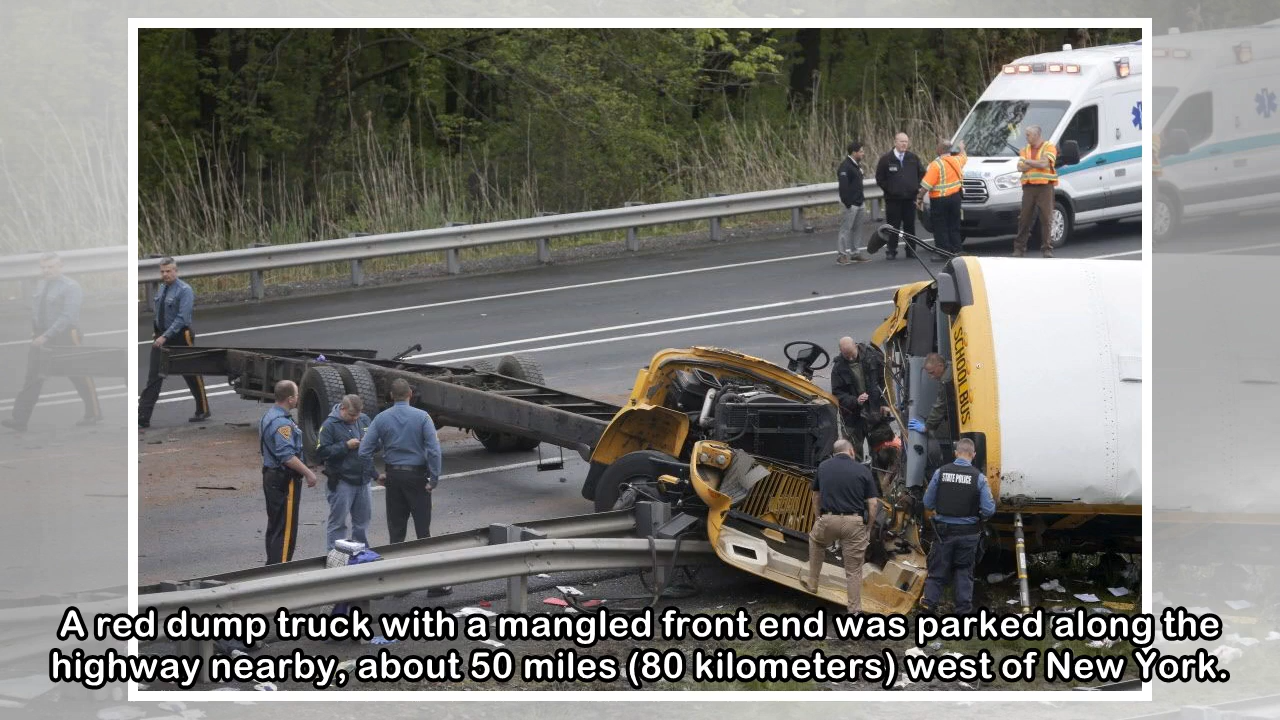 SCHOOL BUS
STATE POLICE
A red dump truck with a mangled front end was parked along the
highway nearby, about 50 miles (80 kilometers) west of New York.